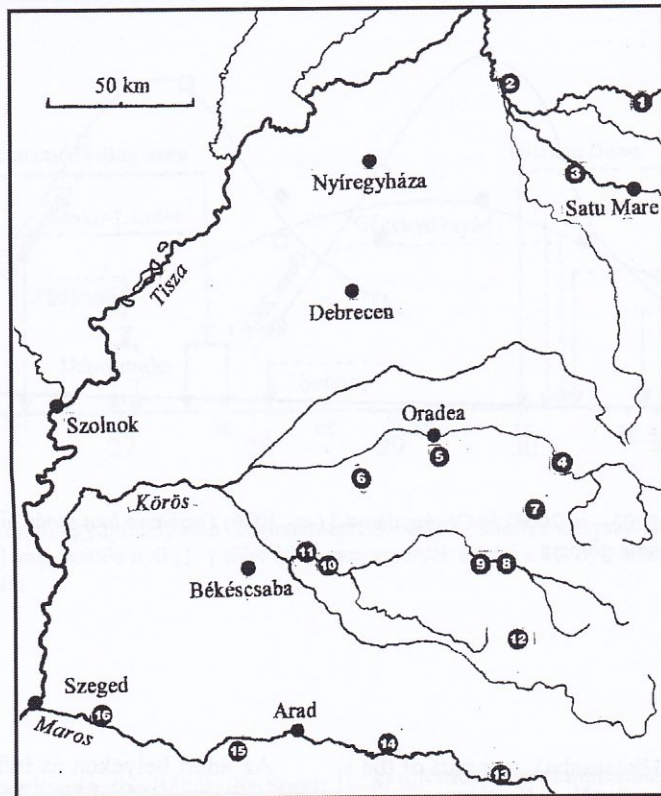 50 km
2
1
Nyíregyháza
3
Satu Mare
Tisza
Debrecen
Szolnok
Oradea
5
4
6
7
Körös
11
10
9
8
Békéscsaba
12
Szeged
16
Maros
Arad
15
14
13